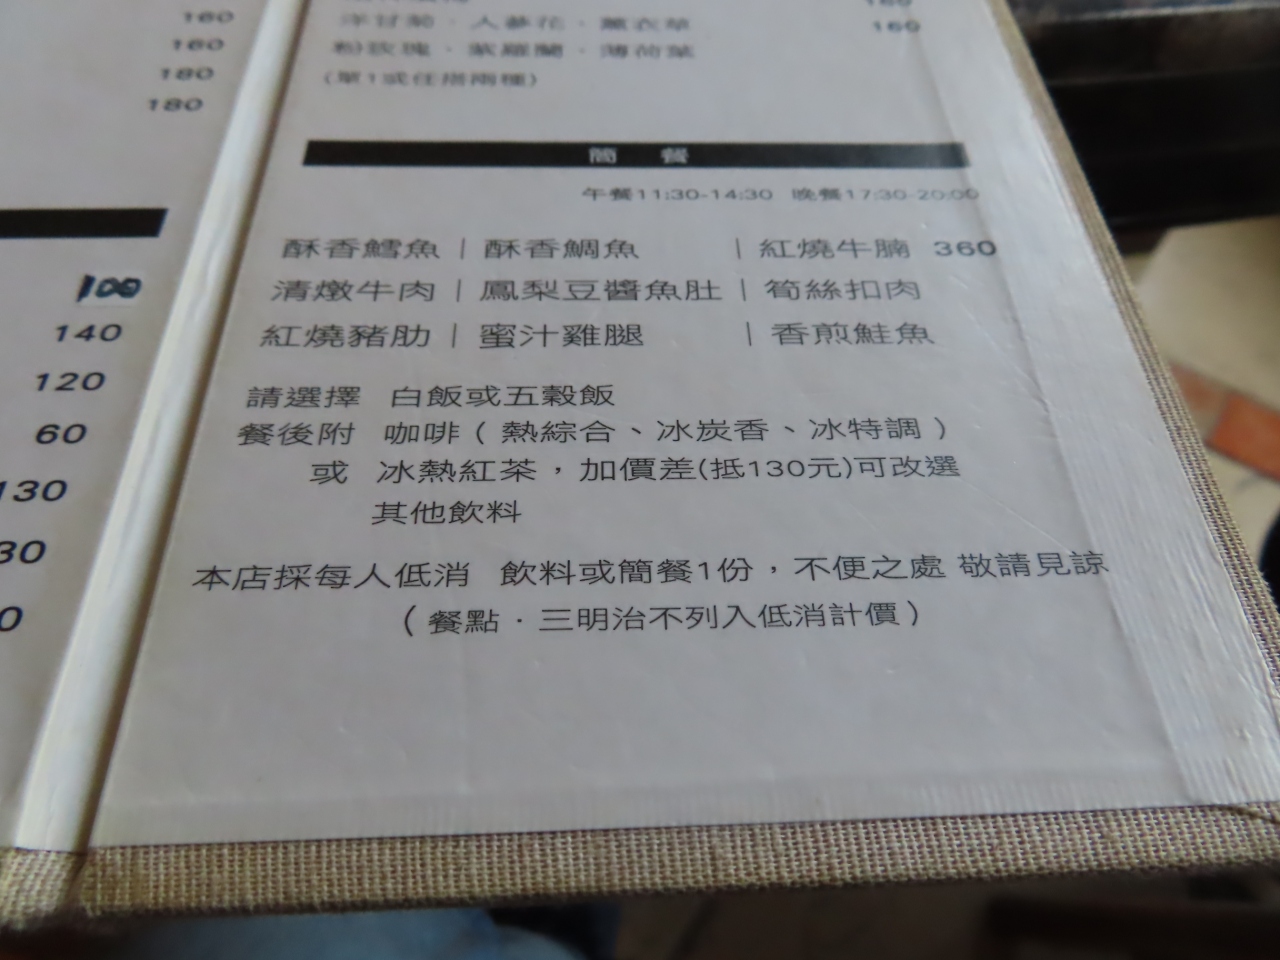 160
160
180
180
100
140
120
60
130
30
0
160
洋甘菊．人蔘花．薰衣草 160
粉玫瑰．紫羅蘭．薄荷葉
(單1或任搭兩種)
簡 餐
午餐11:30-14:30 晚餐17:30-20:00
酥香鱈魚｜酥香鯛魚 ｜紅燒牛腩 360
清燉牛肉｜鳳梨豆醬魚肚｜筍絲扣肉
紅燒豬肋｜蜜汁雞腿 ｜香煎鮭魚
請選擇 白飯或五穀飯
餐後附 咖啡（熱綜合、冰炭香、冰特調）
或 冰熱紅茶，加價差(抵130元)可改選
其他飲料
本店採每人低消 飲料或簡餐1份，不便之處 敬請見諒
（餐點．三明治不列入低消計價）